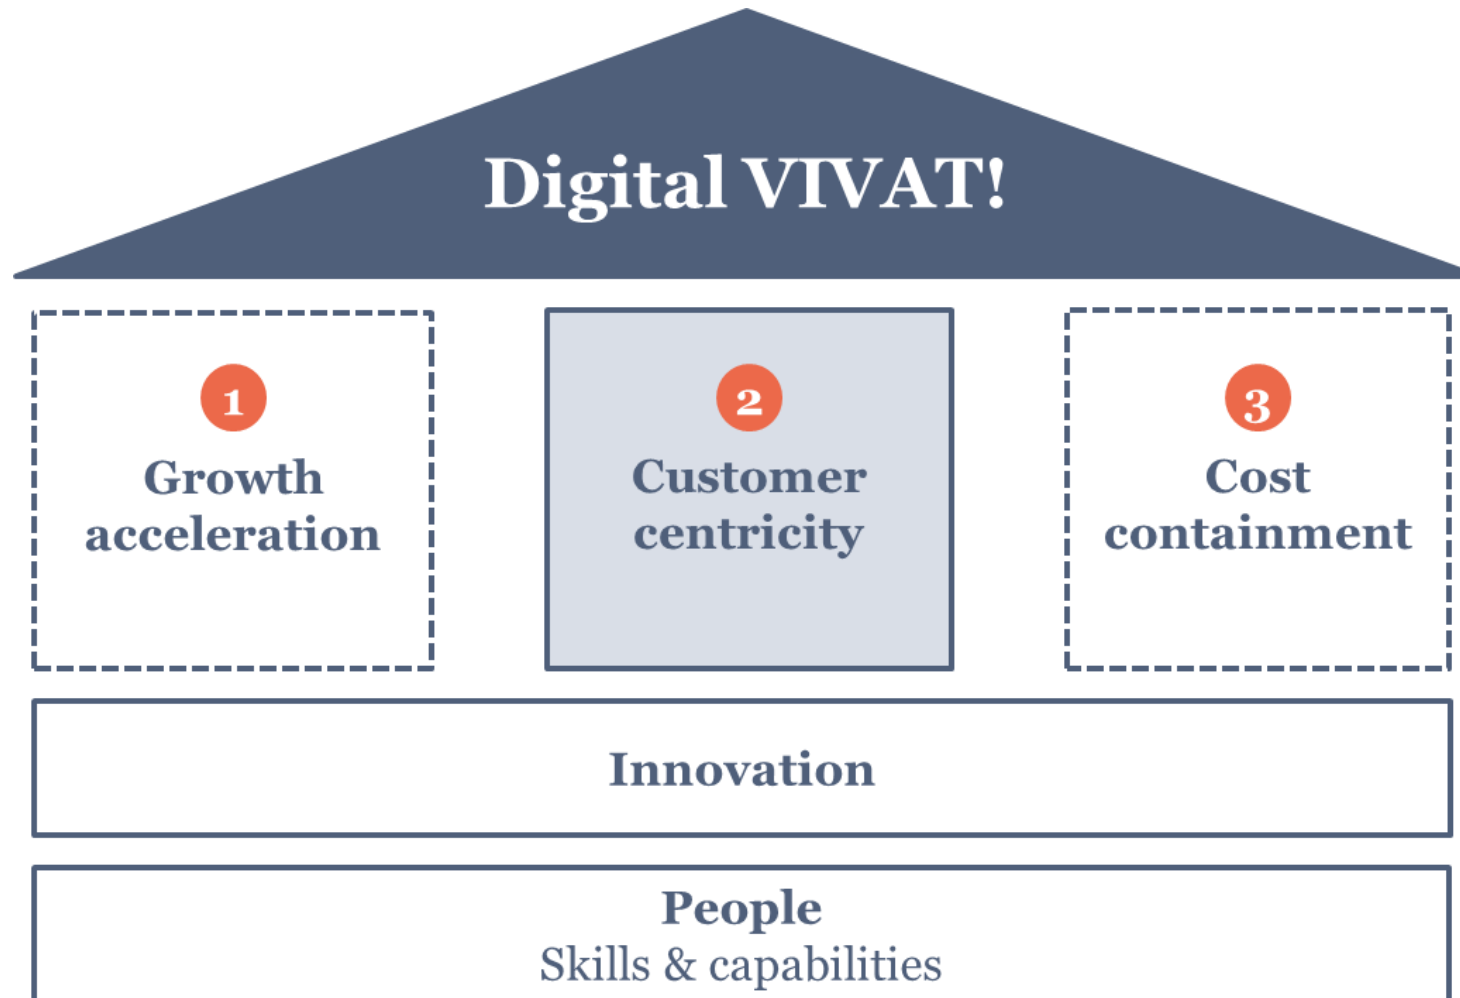 Digital VIVAT!
1
Growth
acceleration
2
Customer
centricity
3
Cost
containment
Innovation
People
Skills & capabilities